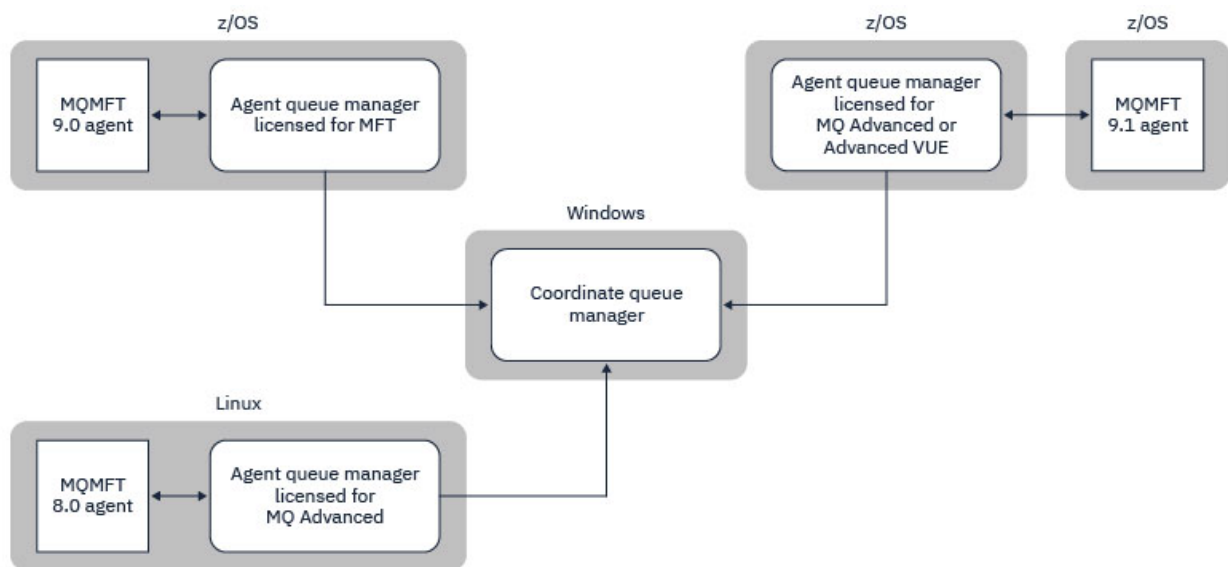 z/OS
MQMFT
9.0 agent
Agent queue manager
licensed for MFT
z/OS
Agent queue manager
licensed for
MQ Advanced or
Advanced VUE
z/OS
MQMFT
9.1 agent
Windows
Coordinate queue
manager
Linux
MQMFT
8.0 agent
Agent queue manager
licensed for
MQ Advanced